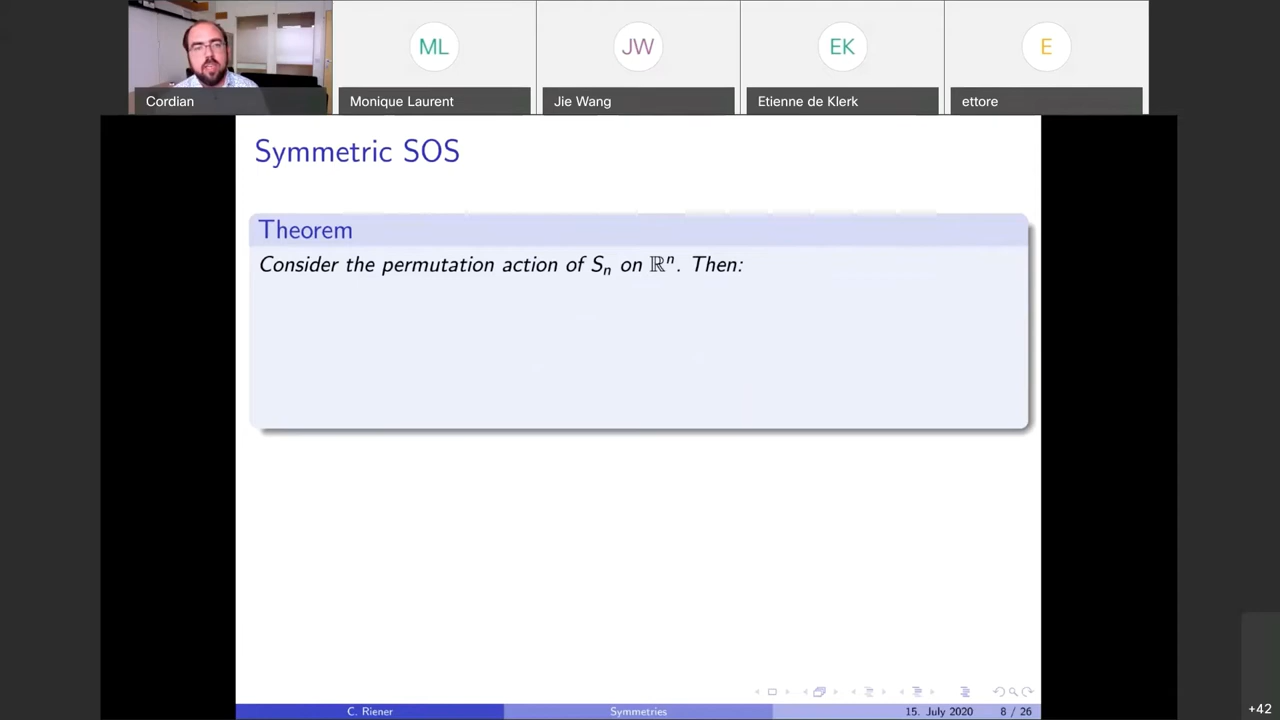 ML
JW
EK
E
Cordian
Monique Laurent
Jie Wang
Etienne de Klerk
ettore
Symmetric SOS
Theorem
Consider the permutation action of Sₙ on ℝⁿ. Then:
C. Riener
Symmetries
15. July 2020
8 / 26
+42